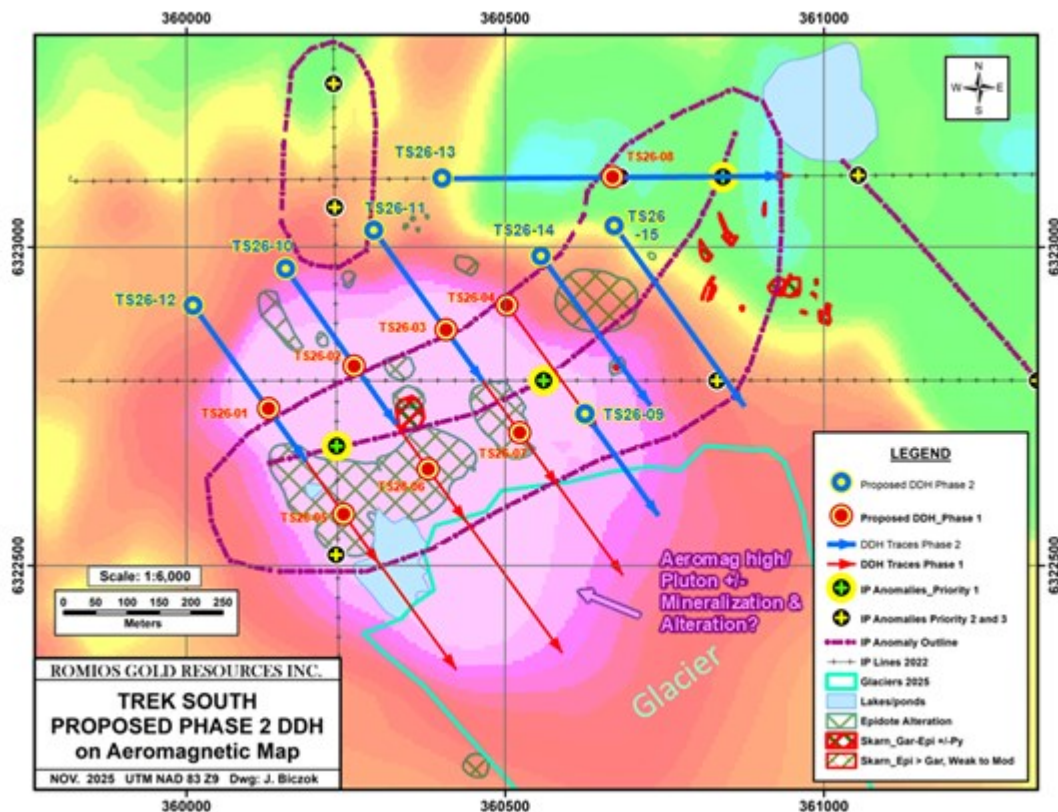 360000
360500
361000
N
W
E
S
TS26-13
TS26-08
TS26-11
TS26-14
TS26
-15
TS26-10
TS26-12
TS26-04
TS26-03
TS26-02
TS26-01
TS26-09
TS26-07
TS26-06
TS26-05
6323000
6323000
6322500
6322500
Aeromag high/
Pluton +/-
Mineralization &
Alteration?
Glacier
Scale: 1:6,000
0 50 100 150 200 250
Meters
ROMIOS GOLD RESOURCES INC.
TREK SOUTH
PROPOSED PHASE 2 DDH
on Aeromagnetic Map
NOV. 2025 UTM NAD 83 Z9 Dwg: J. Biczok
LEGEND
Proposed DDH Phase 2
Proposed DDH_Phase 1
DDH Traces Phase 2
DDH Traces Phase 1
IP Anomalies_Priority 1
IP Anomalies Priority 2 and 3
IP Anomaly Outline
IP Lines 2022
Glaciers 2025
Lakes/ponds
Epidote Alteration
Skarn_Gar-Epi +/-Py
Skarn_Epi > Gar, Weak to Mod
360000
360500
361000